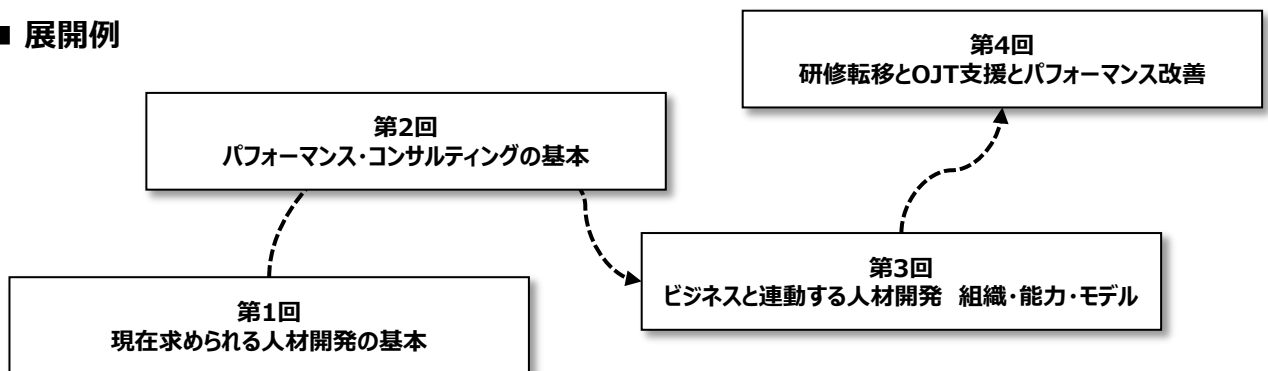 ■ 展開例
第4回
研修転移とOJT支援とパフォーマンス改善
第2回
パフォーマンス・コンサルティングの基本
第3回
ビジネスと連動する人材開発 組織・能力・モデル
第1回
現在求められる人材開発の基本